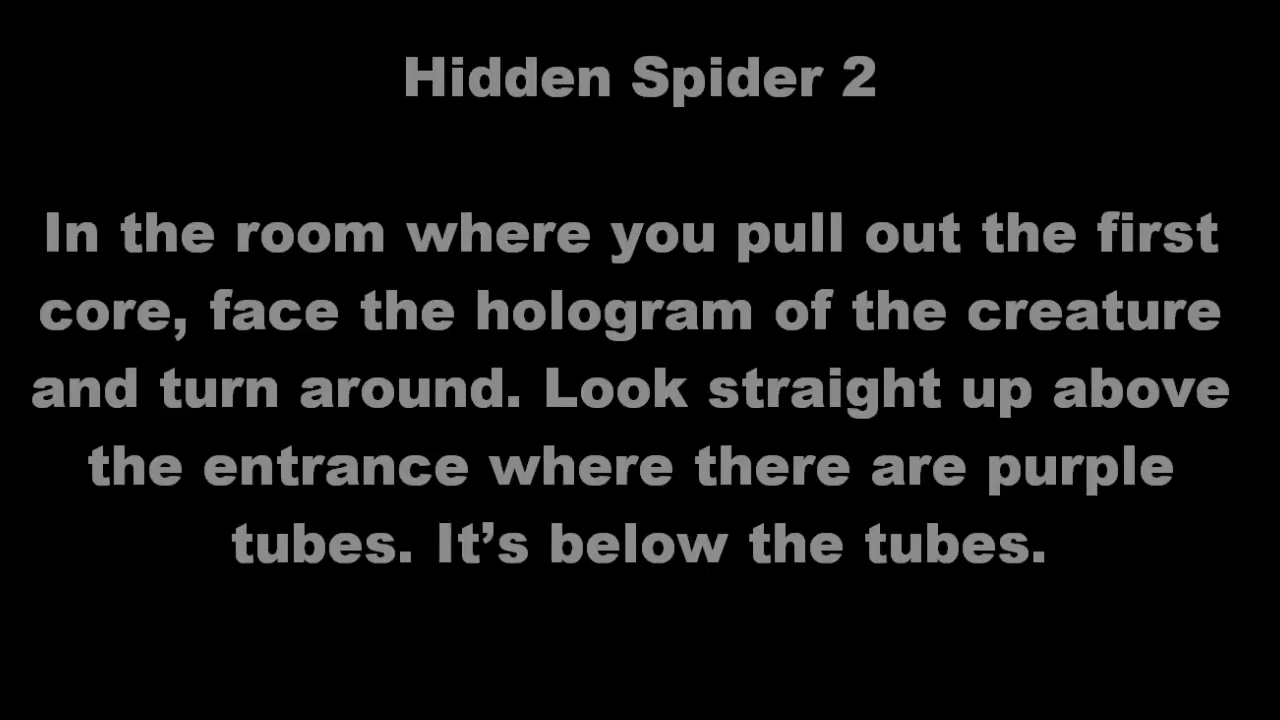 Hidden Spider 2
In the room where you pull out the first
core, face the hologram of the creature
and turn around. Look straight up above
the entrance where there are purple
tubes. It’s below the tubes.